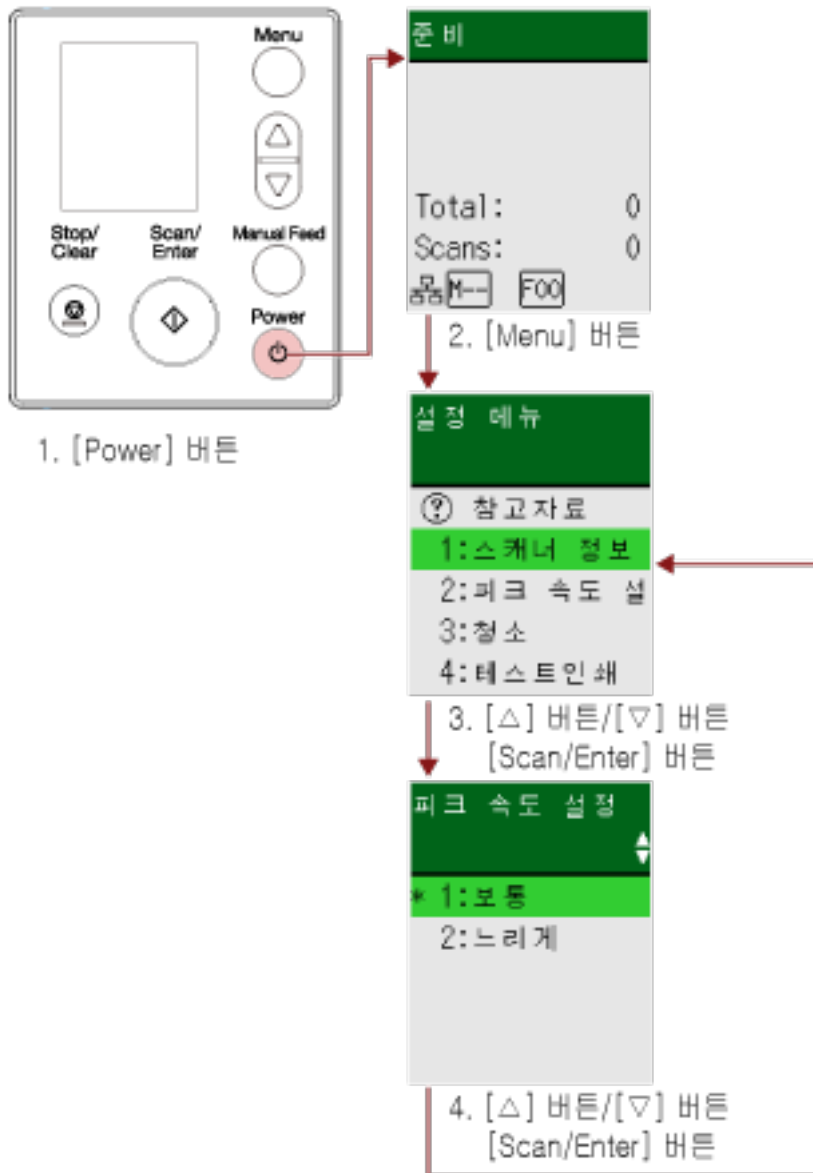 Menu
Stop/
Clear
Scan/
Enter
Manual Feed
Power
1. [Power] 버튼
준비
Total: 0
Scans: 0
M-- F00
2. [Menu] 버튼
설정 메뉴
? 참고자료
1:스캐너 정보
2:피크 속도 설
3:청소
4:테스트인쇄
3. [△] 버튼/[▽] 버튼
[Scan/Enter] 버튼
피크 속도 설정
* 1:보통
2:느리게
4. [△] 버튼/[▽] 버튼
[Scan/Enter] 버튼